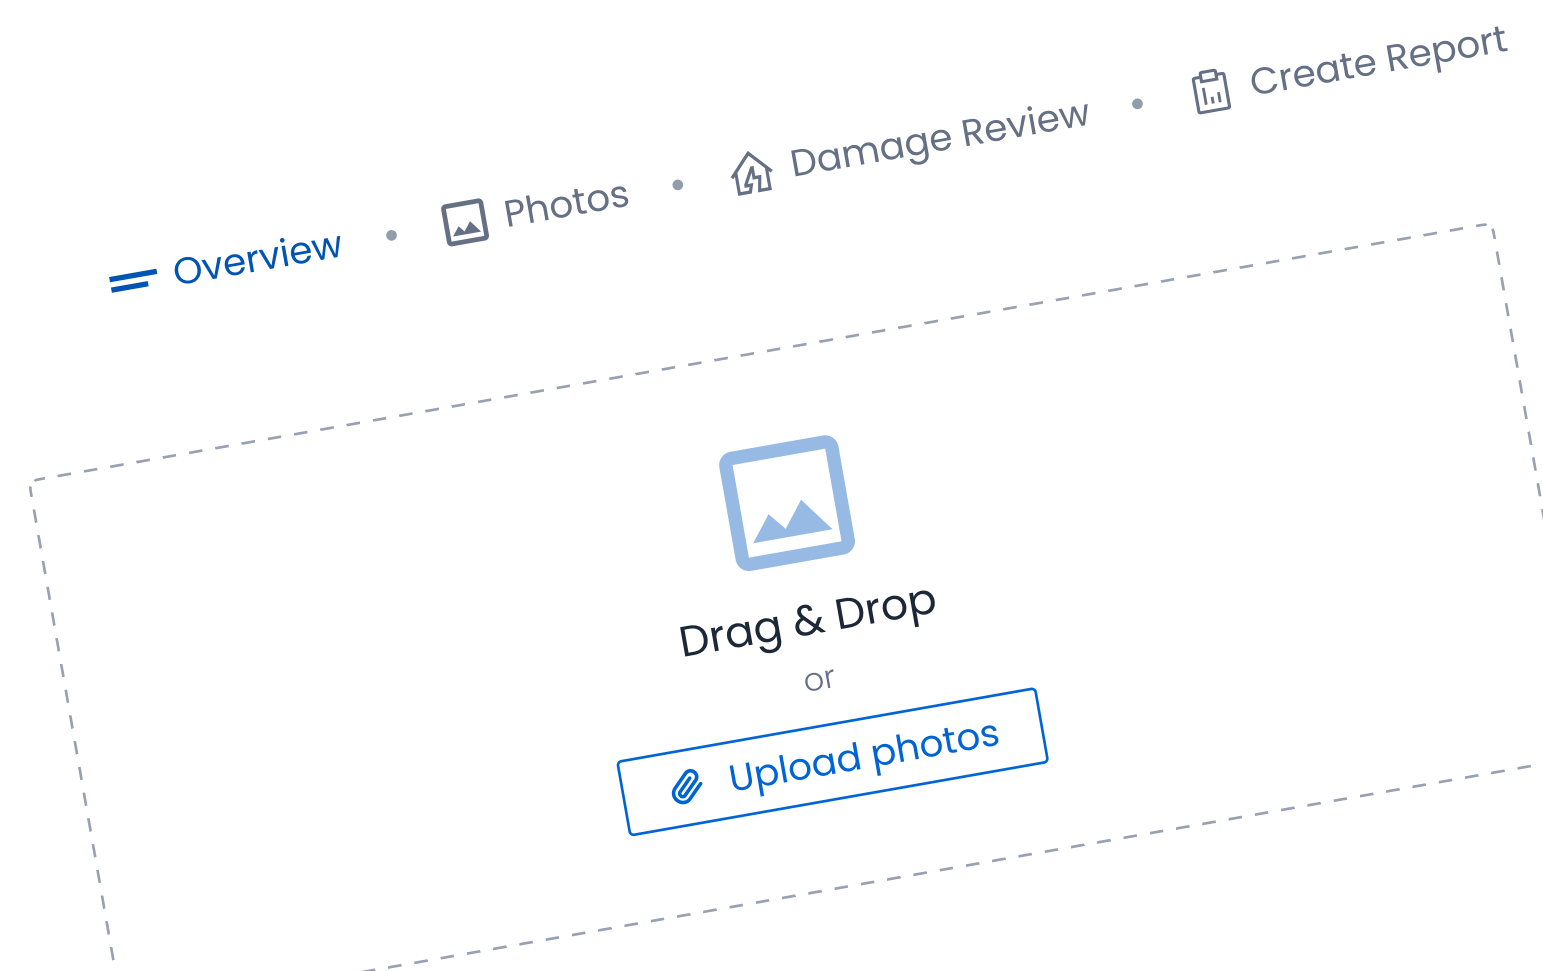 Overview • Photos • Damage Review • Create Report
Drag & Drop
or
Upload photos